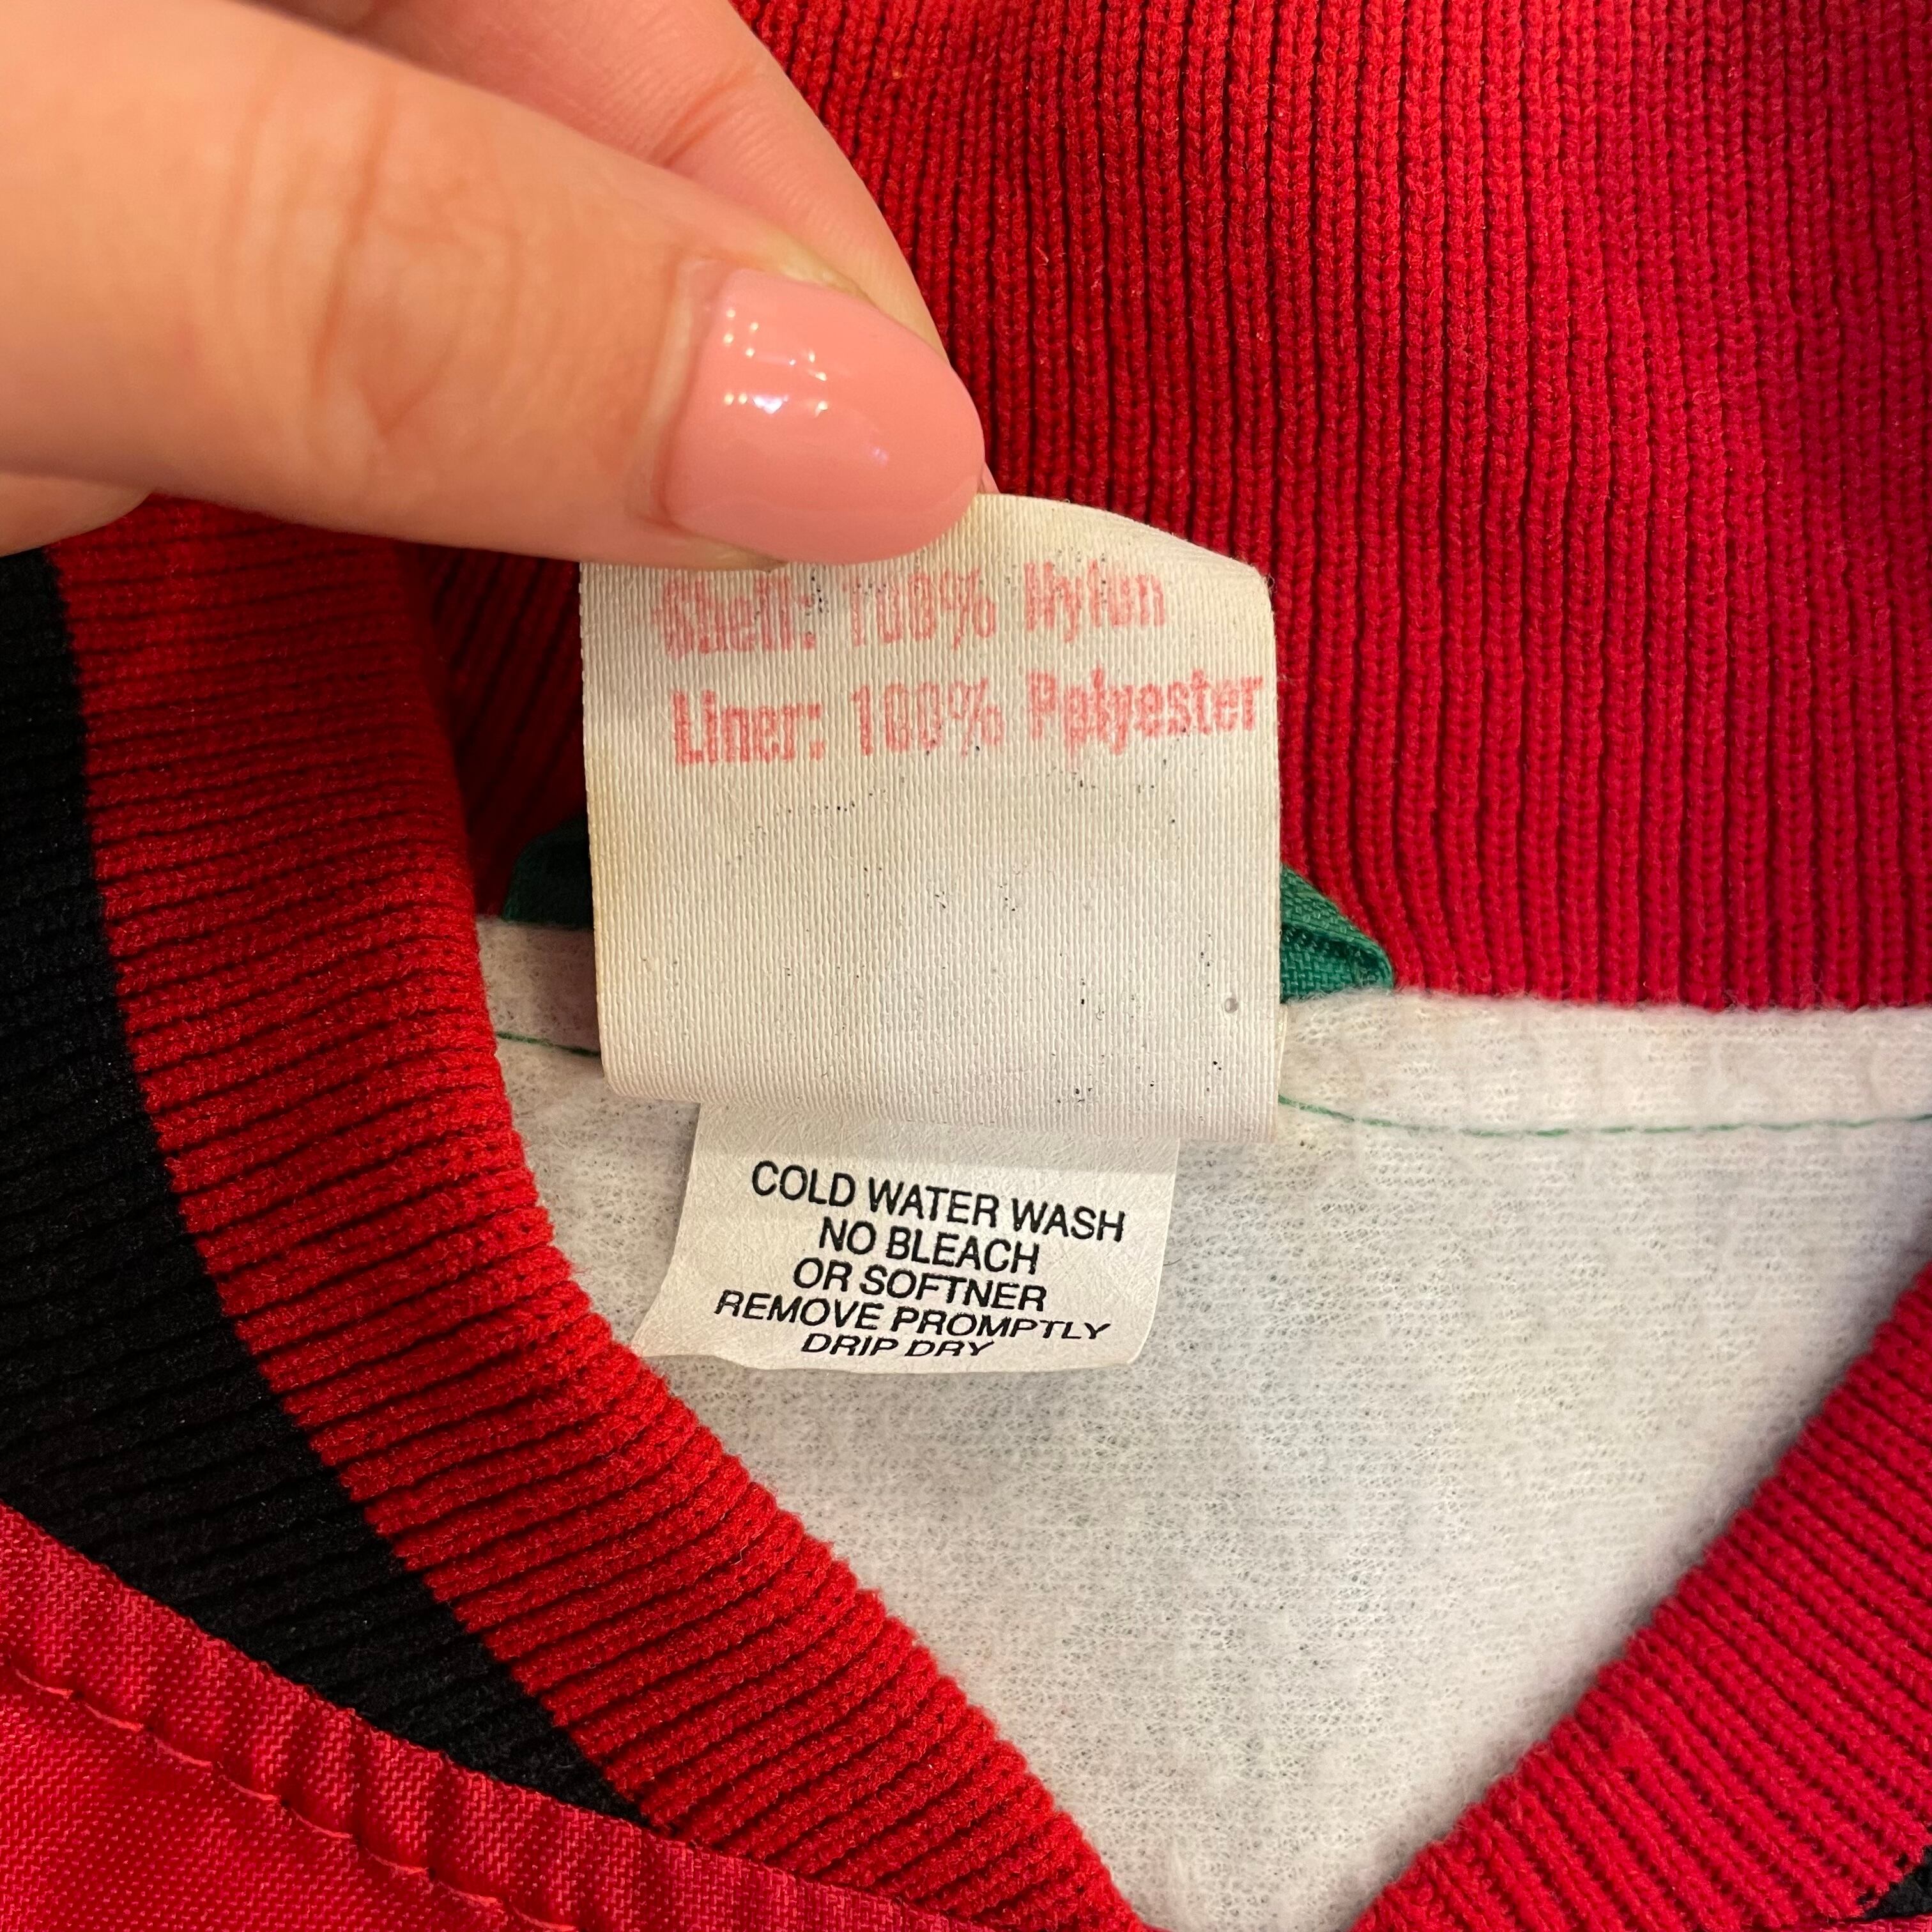 Shell: 100% Nylon
Liner: 100% Polyester
COLD WATER WASH
NO BLEACH
OR SOFTNER
REMOVE PROMPTLY
DRIP DRY